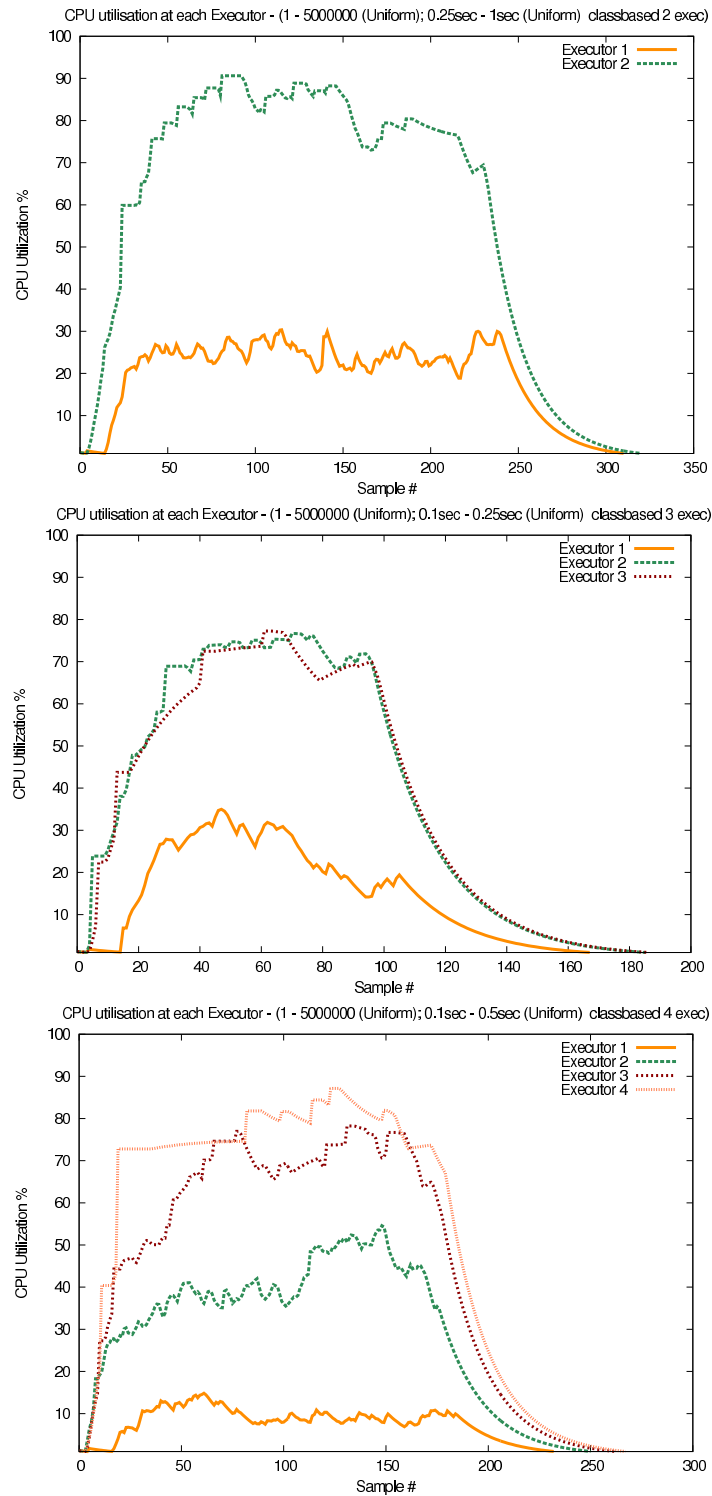 CPU utilisation at each Executor - (1 - 5000000 (Uniform); 0.25sec - 1sec (Uniform) classbased 2 exec)
100
90
80
70
60
50
40
30
20
10
CPU Utilization %
Executor 1
Executor 2
0 50 100 150 200 250 300 350
Sample #
CPU utilisation at each Executor - (1 - 5000000 (Uniform); 0.1sec - 0.25sec (Uniform) classbased 3 exec)
100
90
80
70
60
50
40
30
20
10
CPU Utilization %
Executor 1
Executor 2
Executor 3
0 20 40 60 80 100 120 140 160 180 200
Sample #
CPU utilisation at each Executor - (1 - 5000000 (Uniform); 0.1sec - 0.5sec (Uniform) classbased 4 exec)
100
90
80
70
60
50
40
30
20
10
CPU Utilization %
Executor 1
Executor 2
Executor 3
Executor 4
0 50 100 150 200 250 300
Sample #